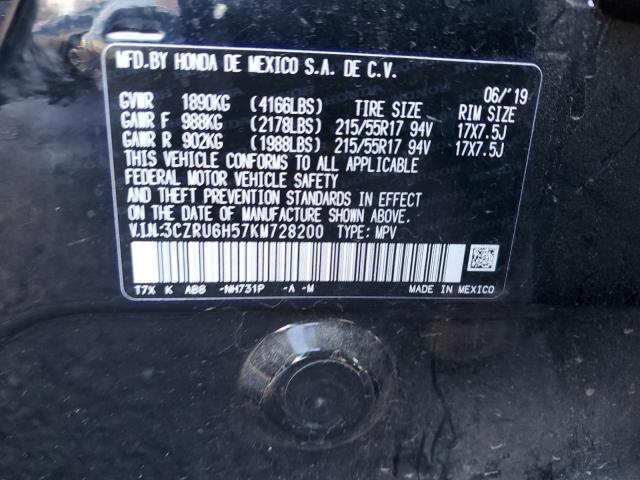 MFD.BY HONDA DE MEXICO S.A. DE C.V.
06/'19
GVWR 1890KG (4166LBS) TIRE SIZE RIM SIZE
GAWR F 988KG (2178LBS) 215/55R17 94V 17X7.5J
GAWR R 902KG (1988LBS) 215/55R17 94V 17X7.5J
THIS VEHICLE CONFORMS TO ALL APPLICABLE
FEDERAL MOTOR VEHICLE SAFETY
AND THEFT PREVENTION STANDARDS IN EFFECT
ON THE DATE OF MANUFACTURE SHOWN ABOVE.
V.I.N:3CZRU6H57KM728200 TYPE: MPV
T7X K AB8 -NH731P -A -M MADE IN MEXICO